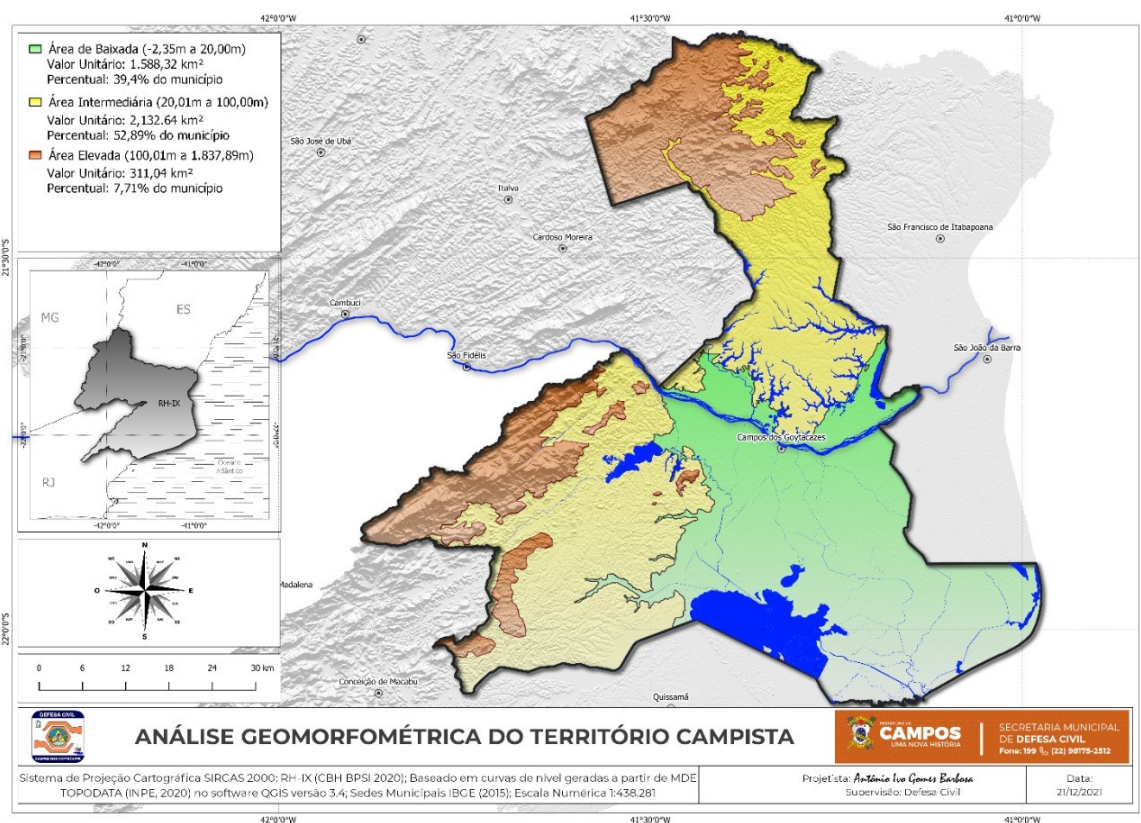 42°0'0"W
41°30'0"W
41°0'0"W
Área de Baixada (-2,35m a 20,00m)
Valor Unitário: 1.588,32 km²
Percentual: 39,4% do município
Área Intermediária (20,01m a 100,00m)
Valor Unitário: 2,132.64 km²
Percentual: 52,89% do município
Área Elevada (100,01m a 1.837,89m)
Valor Unitário: 311,04 km²
Percentual: 7,71% do município
São José de Ubá
Italva
Cardoso Moreira
São Francisco de Itabapoana
21°30'0"S
-42°0'0"
-41°0'0"
MG
ES
RH-IX
RJ
Oceano
Atlântico
-42°0'0"
-41°0'0"
Cambuci
São Fidélis
São João da Barra
Campos dos Goytacazes
N
O
E
S
Madalena
22°0'0"S
0 6 12 18 24 30 km
Conceição de Macabu
Quissamã
DEFESA CIVIL
ANÁLISE GEOMORFOMÉTRICA DO TERRITÓRIO CAMPISTA
PREFEITURA DE
CAMPOS
UMA NOVA HISTÓRIA
SECRETARIA MUNICIPAL
DE DEFESA CIVIL
Fone: 199 (22) 98175-2512
Sistema de Projeção Cartográfica SIRCAS 2000; RH-IX (CBH BPSI 2020); Baseado em curvas de nível geradas a partir de MDE
TOPODATA (INPE, 2020) no software QGIS versão 3.4; Sedes Municipais IBGE (2015); Escala Numérica 1:438.281
Projetista: Antônio Ivo Gomes Barbosa
Supervisão: Defesa Civil
Data:
21/12/2021
42°0'0"W
41°30'0"W
41°0'0"W